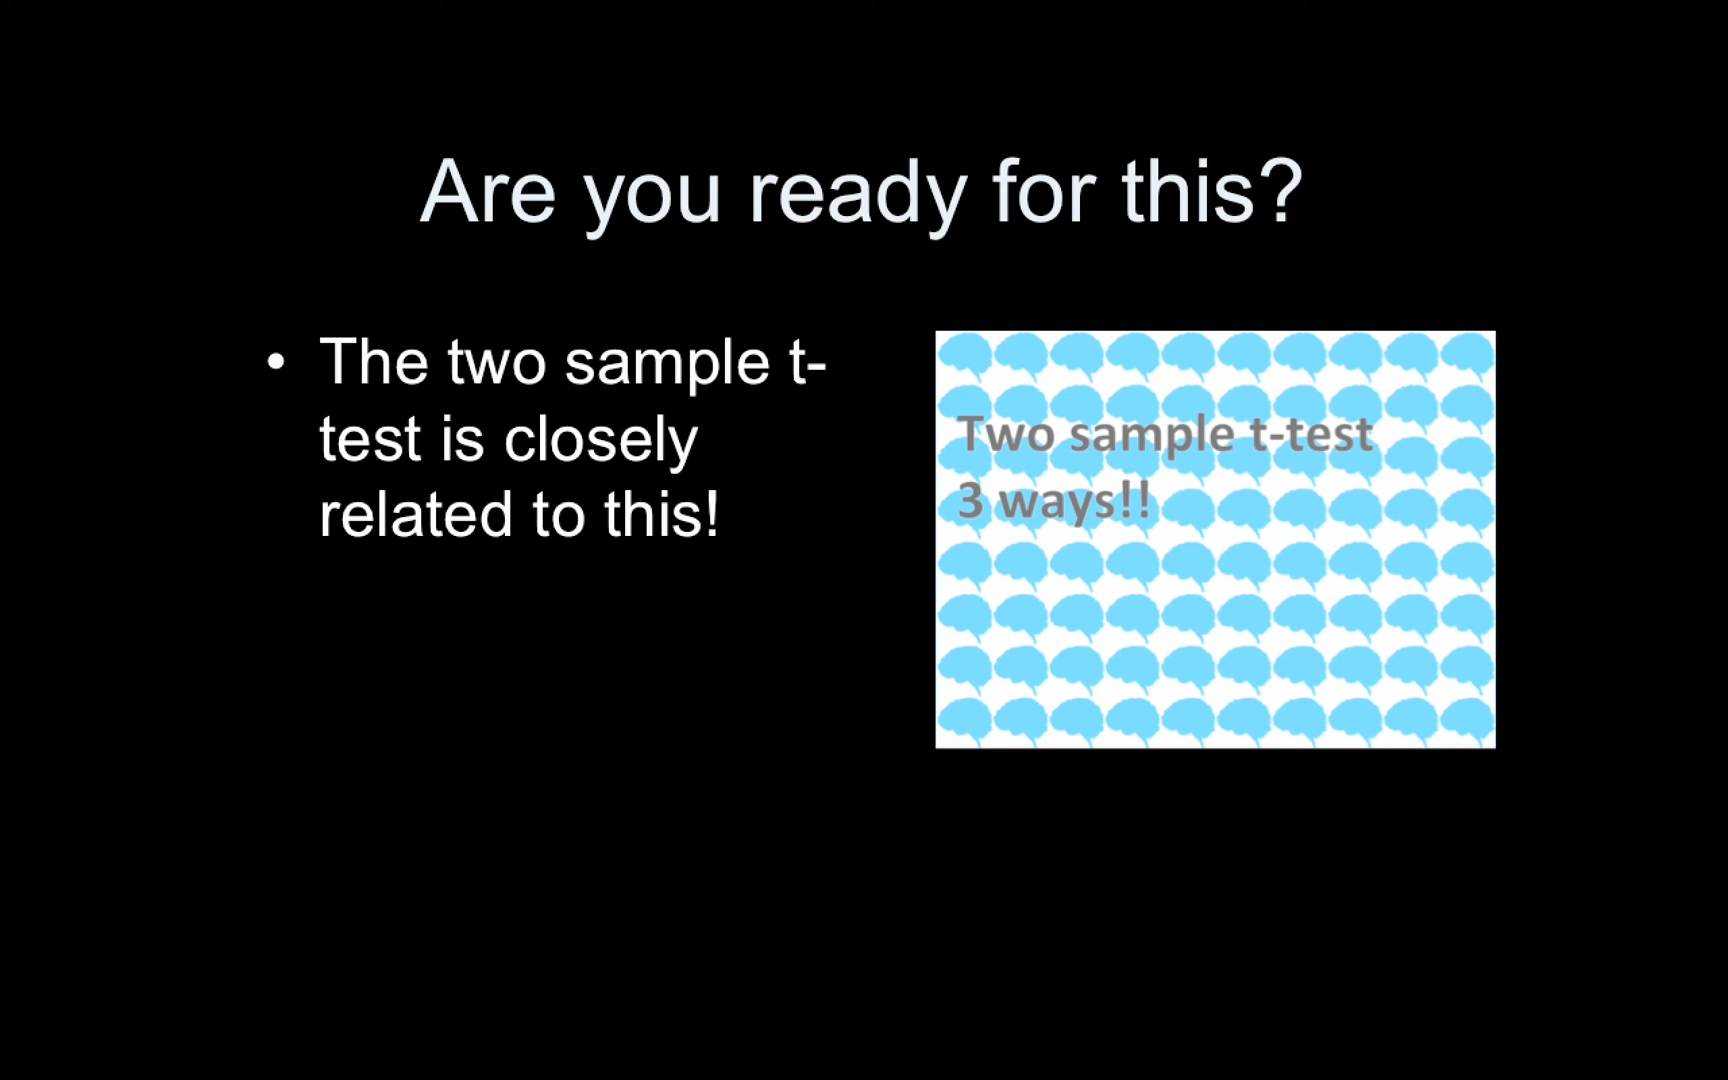 Are you ready for this?
• The two sample t-
test is closely
related to this!
Two sample t-test
3 ways!!